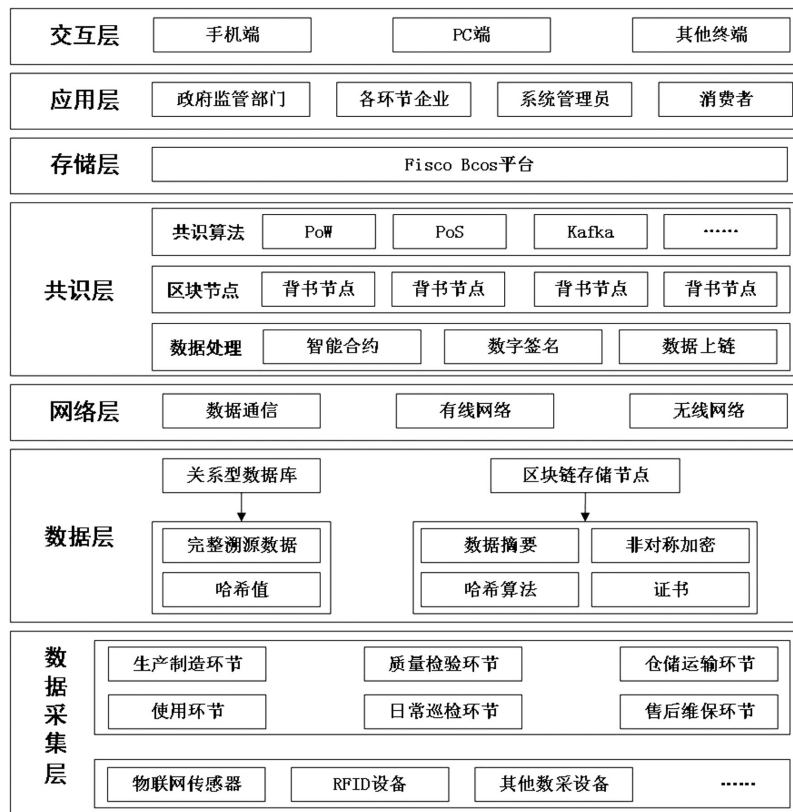 交互层 手机端 PC端 其他终端
应用层 政府监管部门 各环节企业 系统管理员 消费者
存储层 Fisco Bcos平台
共识层
共识算法 PoW PoS Kafka ……
区块节点 背书节点 背书节点 背书节点 背书节点
数据处理 智能合约 数字签名 数据上链
网络层 数据通信 有线网络 无线网络
数据层
关系型数据库 区块链存储节点
完整溯源数据 数据摘要 非对称加密
哈希值 哈希算法 证书
数据采集层
生产制造环节 质量检验环节 仓储运输环节
使用环节 日常巡检环节 售后维保环节
物联网传感器 RFID设备 其他数采设备 ……